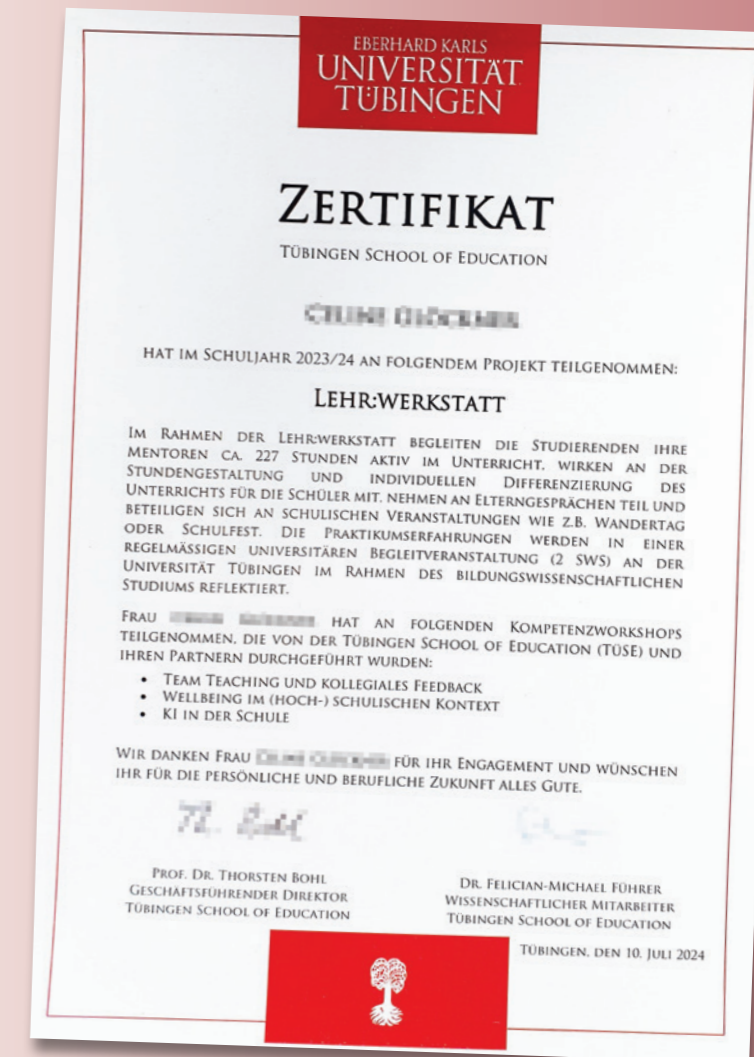 EBERHARD KARLS
UNIVERSITÄT
TÜBINGEN
ZERTIFIKAT
TÜBINGEN SCHOOL OF EDUCATION
HAT IM SCHULJAHR 2023/24 AN FOLGENDEM PROJEKT TEILGENOMMEN:
LEHR:WERKSTATT
IM RAHMEN DER LEHR:WERKSTATT BEGLEITEN DIE STUDIERENDEN IHRE
MENTOREN CA. 227 STUNDEN AKTIV IM UNTERRICHT, WIRKEN AN DER
STUNDENGESTALTUNG UND INDIVIDUELLEN DIFFERENZIERUNG DES
UNTERRICHTS FÜR DIE SCHÜLER MIT, NEHMEN AN ELTERNGESPRÄCHEN TEIL UND
BETEILIGEN SICH AN SCHULISCHEN VERANSTALTUNGEN WIE Z.B. WANDERTAG
ODER SCHULFEST. DIE PRAKTIKUMSERFAHRUNGEN WERDEN IN EINER
REGELMÄSSIGEN UNIVERSITÄREN BEGLEITVERANSTALTUNG (2 SWS) AN DER
UNIVERSITÄT TÜBINGEN IM RAHMEN DES BILDUNGSWISSENSCHAFTLICHEN
STUDIUMS REFLEKTIERT.
FRAU HAT AN FOLGENDEN KOMPETENZWORKSHOPS
TEILGENOMMEN, DIE VON DER TÜBINGEN SCHOOL OF EDUCATION (TÜSE) UND
IHREN PARTNERN DURCHGEFÜHRT WURDEN:
• TEAM TEACHING UND KOLLEGIALES FEEDBACK
• WELLBEING IM (HOCH-) SCHULISCHEN KONTEXT
• KI IN DER SCHULE
WIR DANKEN FRAU FÜR IHR ENGAGEMENT UND WÜNSCHEN
IHR FÜR DIE PERSÖNLICHE UND BERUFLICHE ZUKUNFT ALLES GUTE.
PROF. DR. THORSTEN BOHL
GESCHÄFTSFÜHRENDER DIREKTOR
TÜBINGEN SCHOOL OF EDUCATION
DR. FELICIAN-MICHAEL FÜHRER
WISSENSCHAFTLICHER MITARBEITER
TÜBINGEN SCHOOL OF EDUCATION
TÜBINGEN, DEN 10. JULI 2024